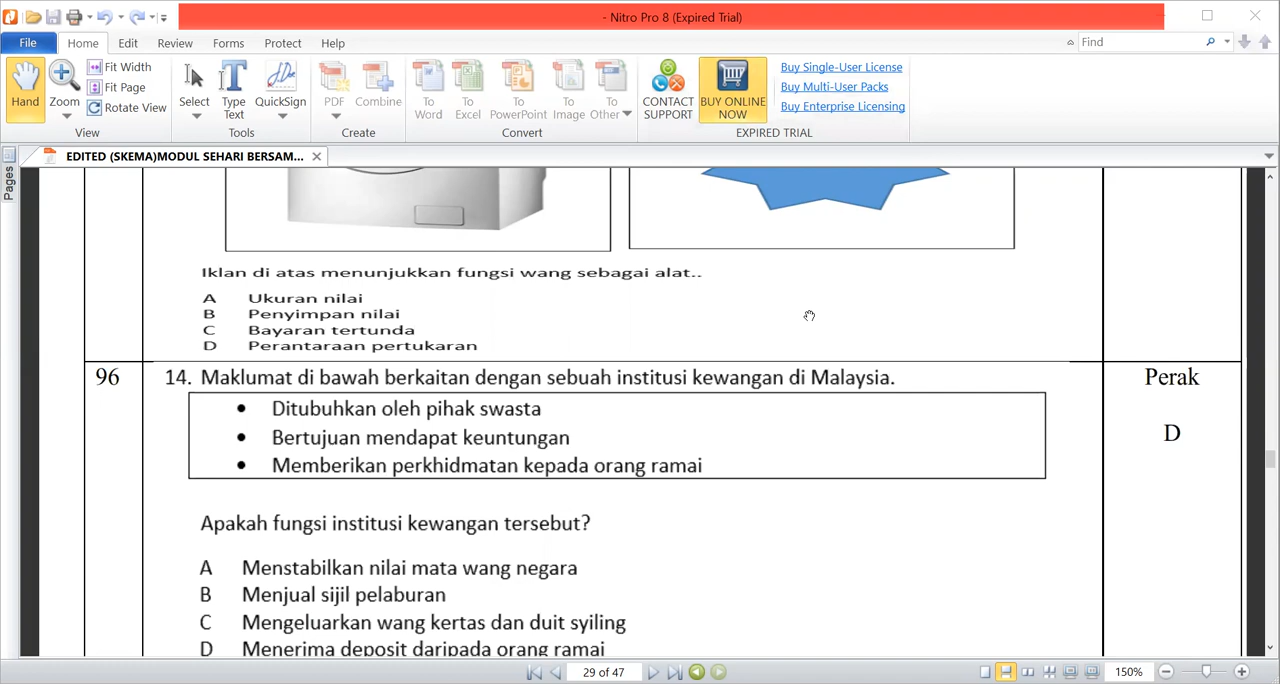 - Nitro Pro 8 (Expired Trial)
File Home Edit Review Forms Protect Help
Find
Hand
Zoom
Fit Width
Fit Page
Rotate View
Select
Type Text
QuickSign
PDF
Combine
To Word
To Excel
To PowerPoint
To Image
To Other
CONTACT SUPPORT
BUY ONLINE NOW
Buy Single-User License
Buy Multi-User Packs
Buy Enterprise Licensing
View Tools Create Convert EXPIRED TRIAL
EDITED (SKEMA)MODUL SEHARI BERSAM...
Pages
Iklan di atas menunjukkan fungsi wang sebagai alat..
A Ukuran nilai
B Penyimpan nilai
C Bayaran tertunda
D Perantaraan pertukaran
96 14. Maklumat di bawah berkaitan dengan sebuah institusi kewangan di Malaysia. Perak
• Ditubuhkan oleh pihak swasta
D
• Bertujuan mendapat keuntungan
• Memberikan perkhidmatan kepada orang ramai
Apakah fungsi institusi kewangan tersebut?
A Menstabilkan nilai mata wang negara
B Menjual sijil pelaburan
C Mengeluarkan wang kertas dan duit syiling
D Menerima deposit daripada orang ramai
29 of 47
150%